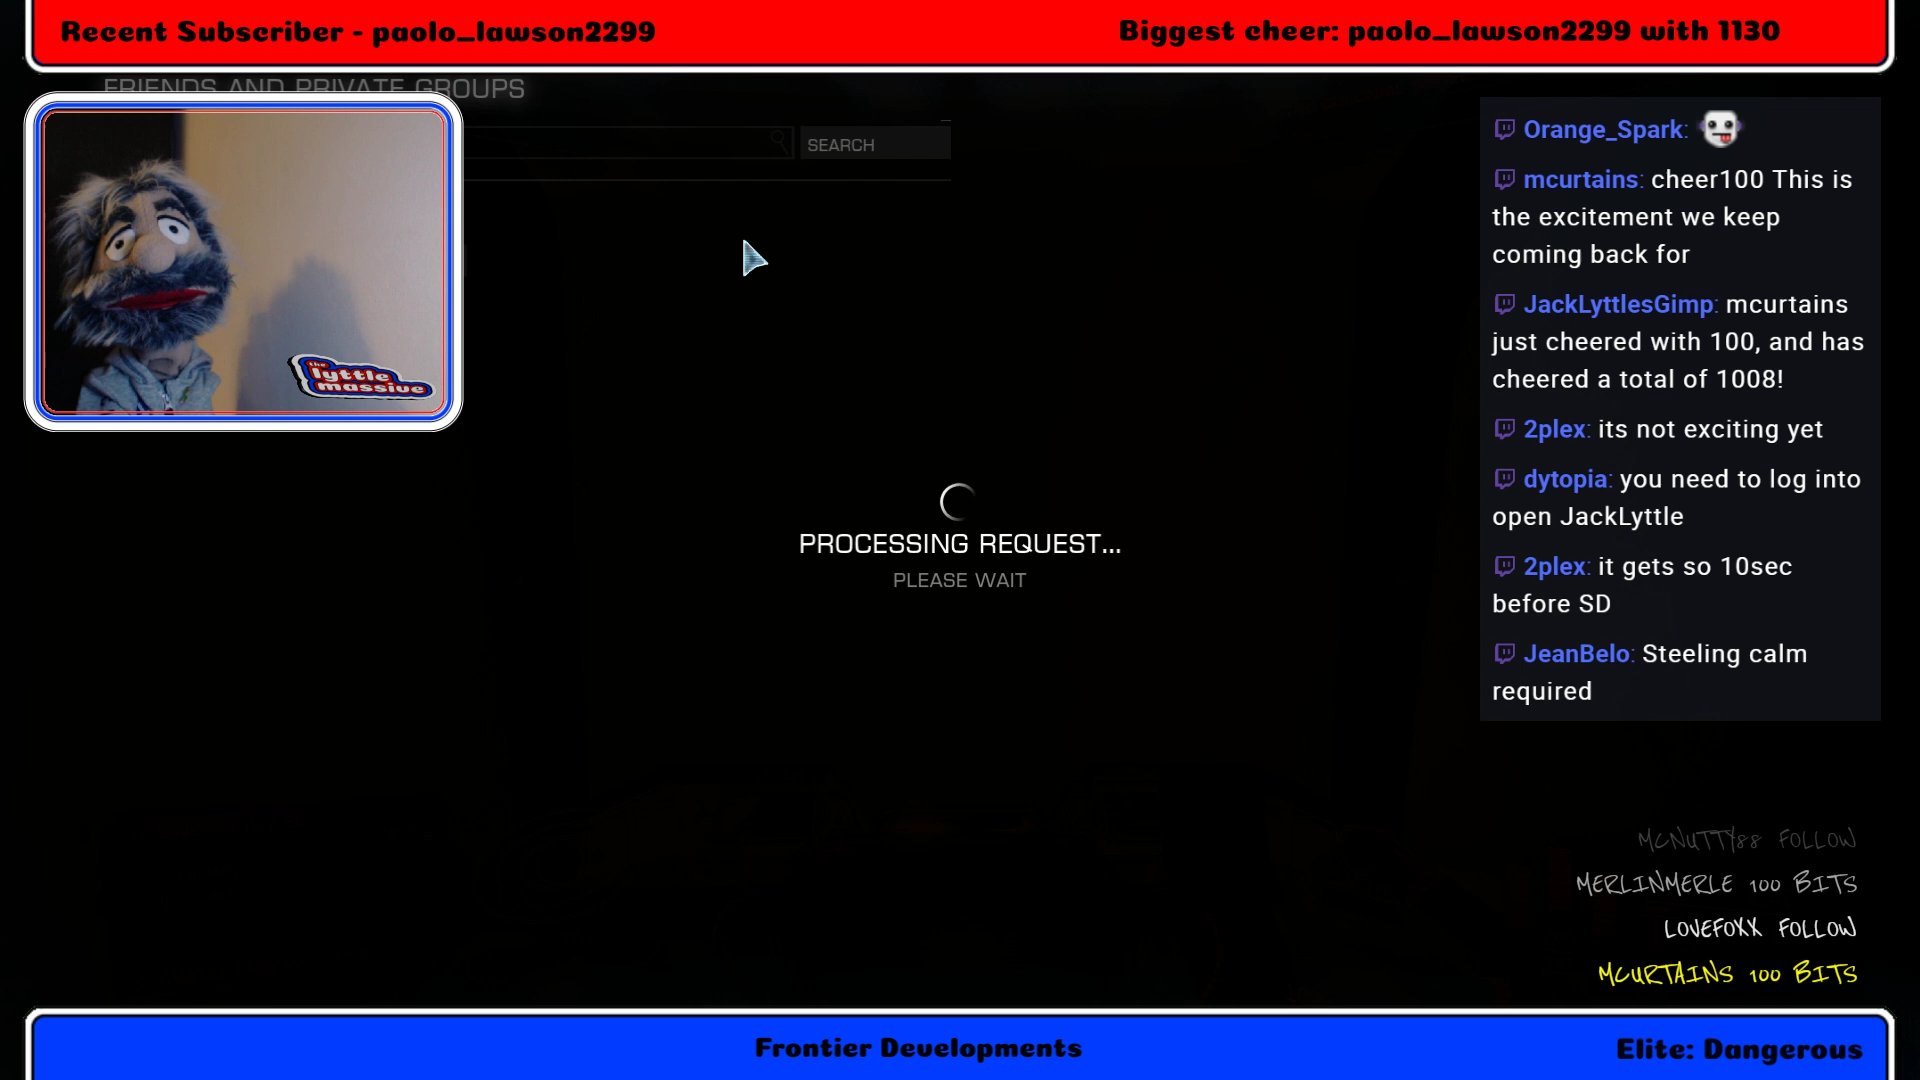 Recent Subscriber - paolo_lawson2299
Biggest cheer: paolo_lawson2299 with 1130
FRIENDS AND PRIVATE GROUPS
SEARCH
the
lyttle
massive
PROCESSING REQUEST...
PLEASE WAIT
Orange_Spark:
mcurtains: cheer100 This is
the excitement we keep
coming back for
JackLyttlesGimp: mcurtains
just cheered with 100, and has
cheered a total of 1008!
2plex: its not exciting yet
dytopia: you need to log into
open JackLyttle
2plex: it gets so 10sec
before SD
JeanBelo: Steeling calm
required
MCNUTTY88 FOLLOW
MERLINMERLE 100 BITS
LOVEFOXX FOLLOW
MCURTAINS 100 BITS
Frontier Developments
Elite: Dangerous